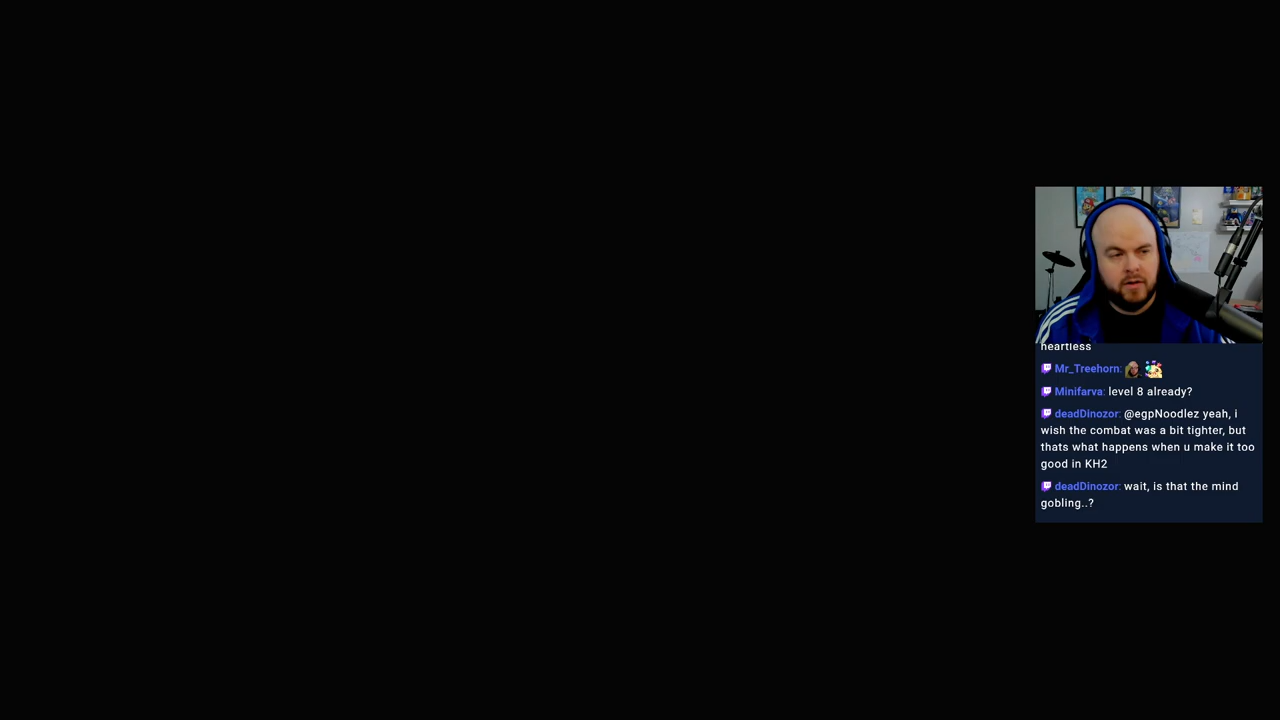 heartless
Mr_Treehorn:
Minifarva: level 8 already?
deadDinozor: @egpNoodlez yeah, i
wish the combat was a bit tighter, but
thats what happens when u make it too
good in KH2
deadDinozor: wait, is that the mind
gobling..?